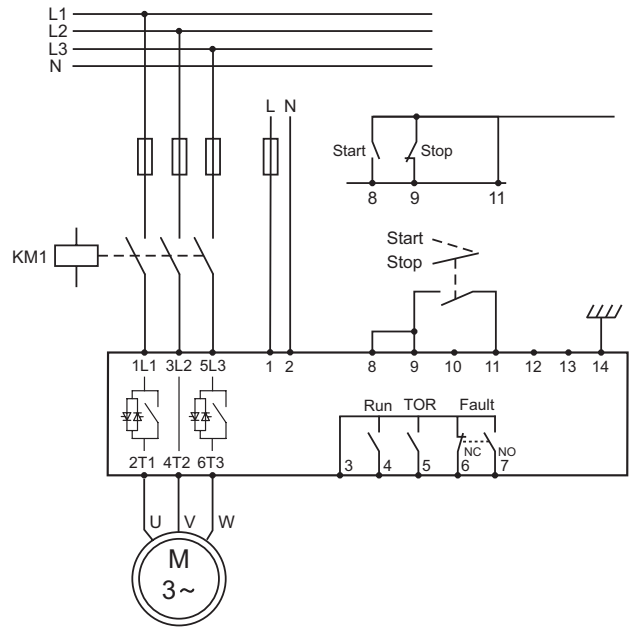 L1
L2
L3
N
L N
Start Stop
8 9 11
Start
Stop
KM1
1L1 3L2 5L3 1 2 8 9 10 11 12 13 14
Run TOR Fault
NC NO
2T1 4T2 6T3 3 4 5 6 7
U V W
M
3~